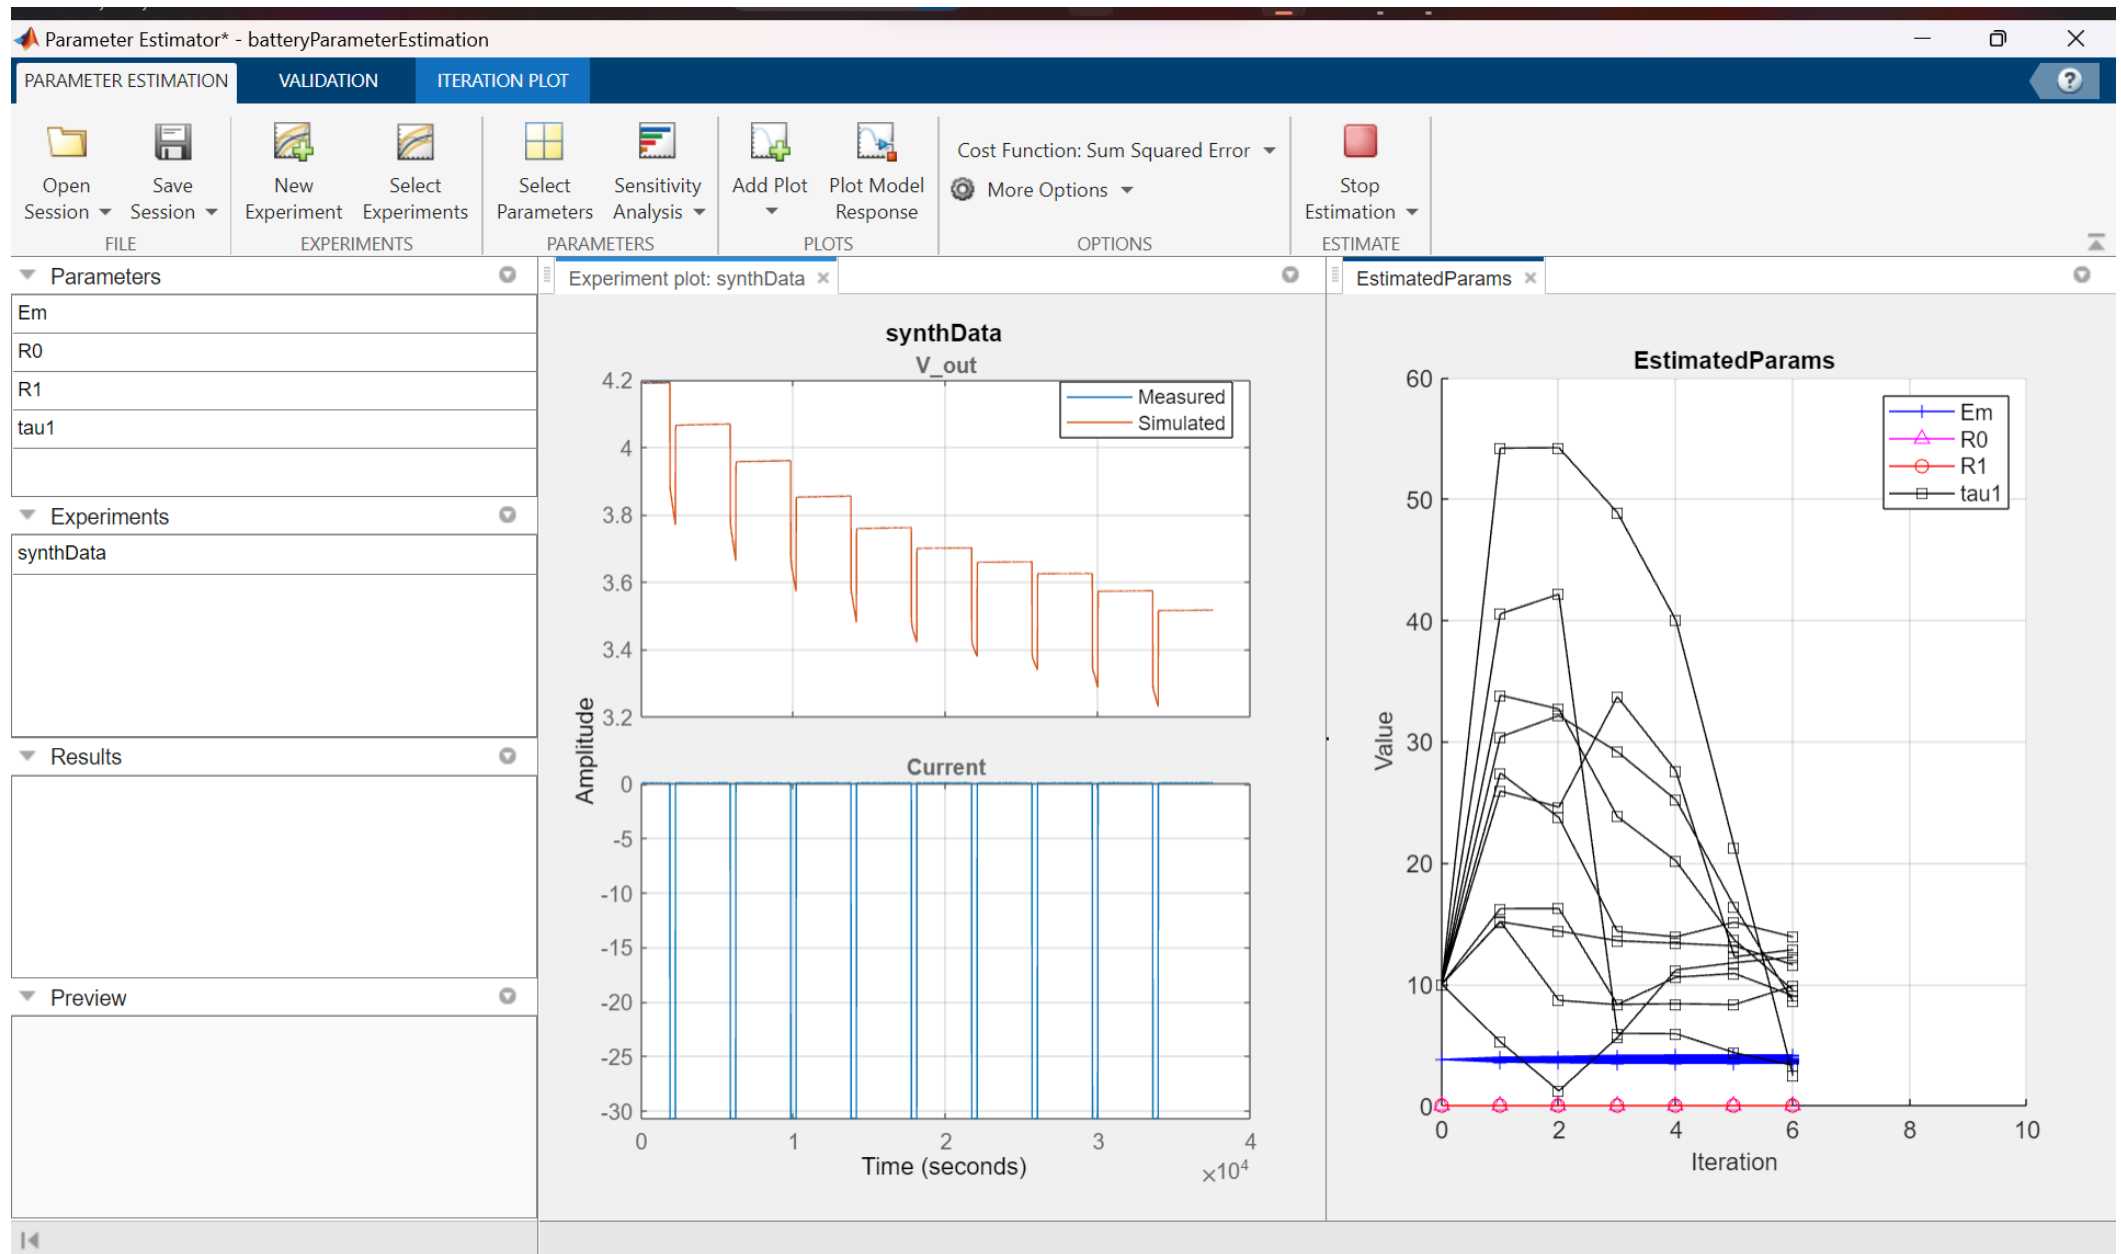 Parameter Estimator* - batteryParameterEstimation
PARAMETER ESTIMATION
VALIDATION
ITERATION PLOT
?
Open
Session
Save
Session
New
Experiment
Select
Experiments
Select
Parameters
Sensitivity
Analysis
Add Plot
Plot Model
Response
Cost Function: Sum Squared Error
More Options
Stop
Estimation
FILE
EXPERIMENTS
PARAMETERS
PLOTS
OPTIONS
ESTIMATE
Parameters
Em
R0
R1
tau1
Experiments
synthData
Results
Preview
Experiment plot: synthData
synthData
V_out
4.2
4
3.8
3.6
3.4
3.2
Measured
Simulated
Amplitude
Current
0
-5
-10
-15
-20
-25
-30
0
1
2
3
4
Time (seconds)
×10⁴
EstimatedParams
EstimatedParams
60
50
40
30
20
10
0
Value
Em
R0
R1
tau1
0
2
4
6
8
10
Iteration